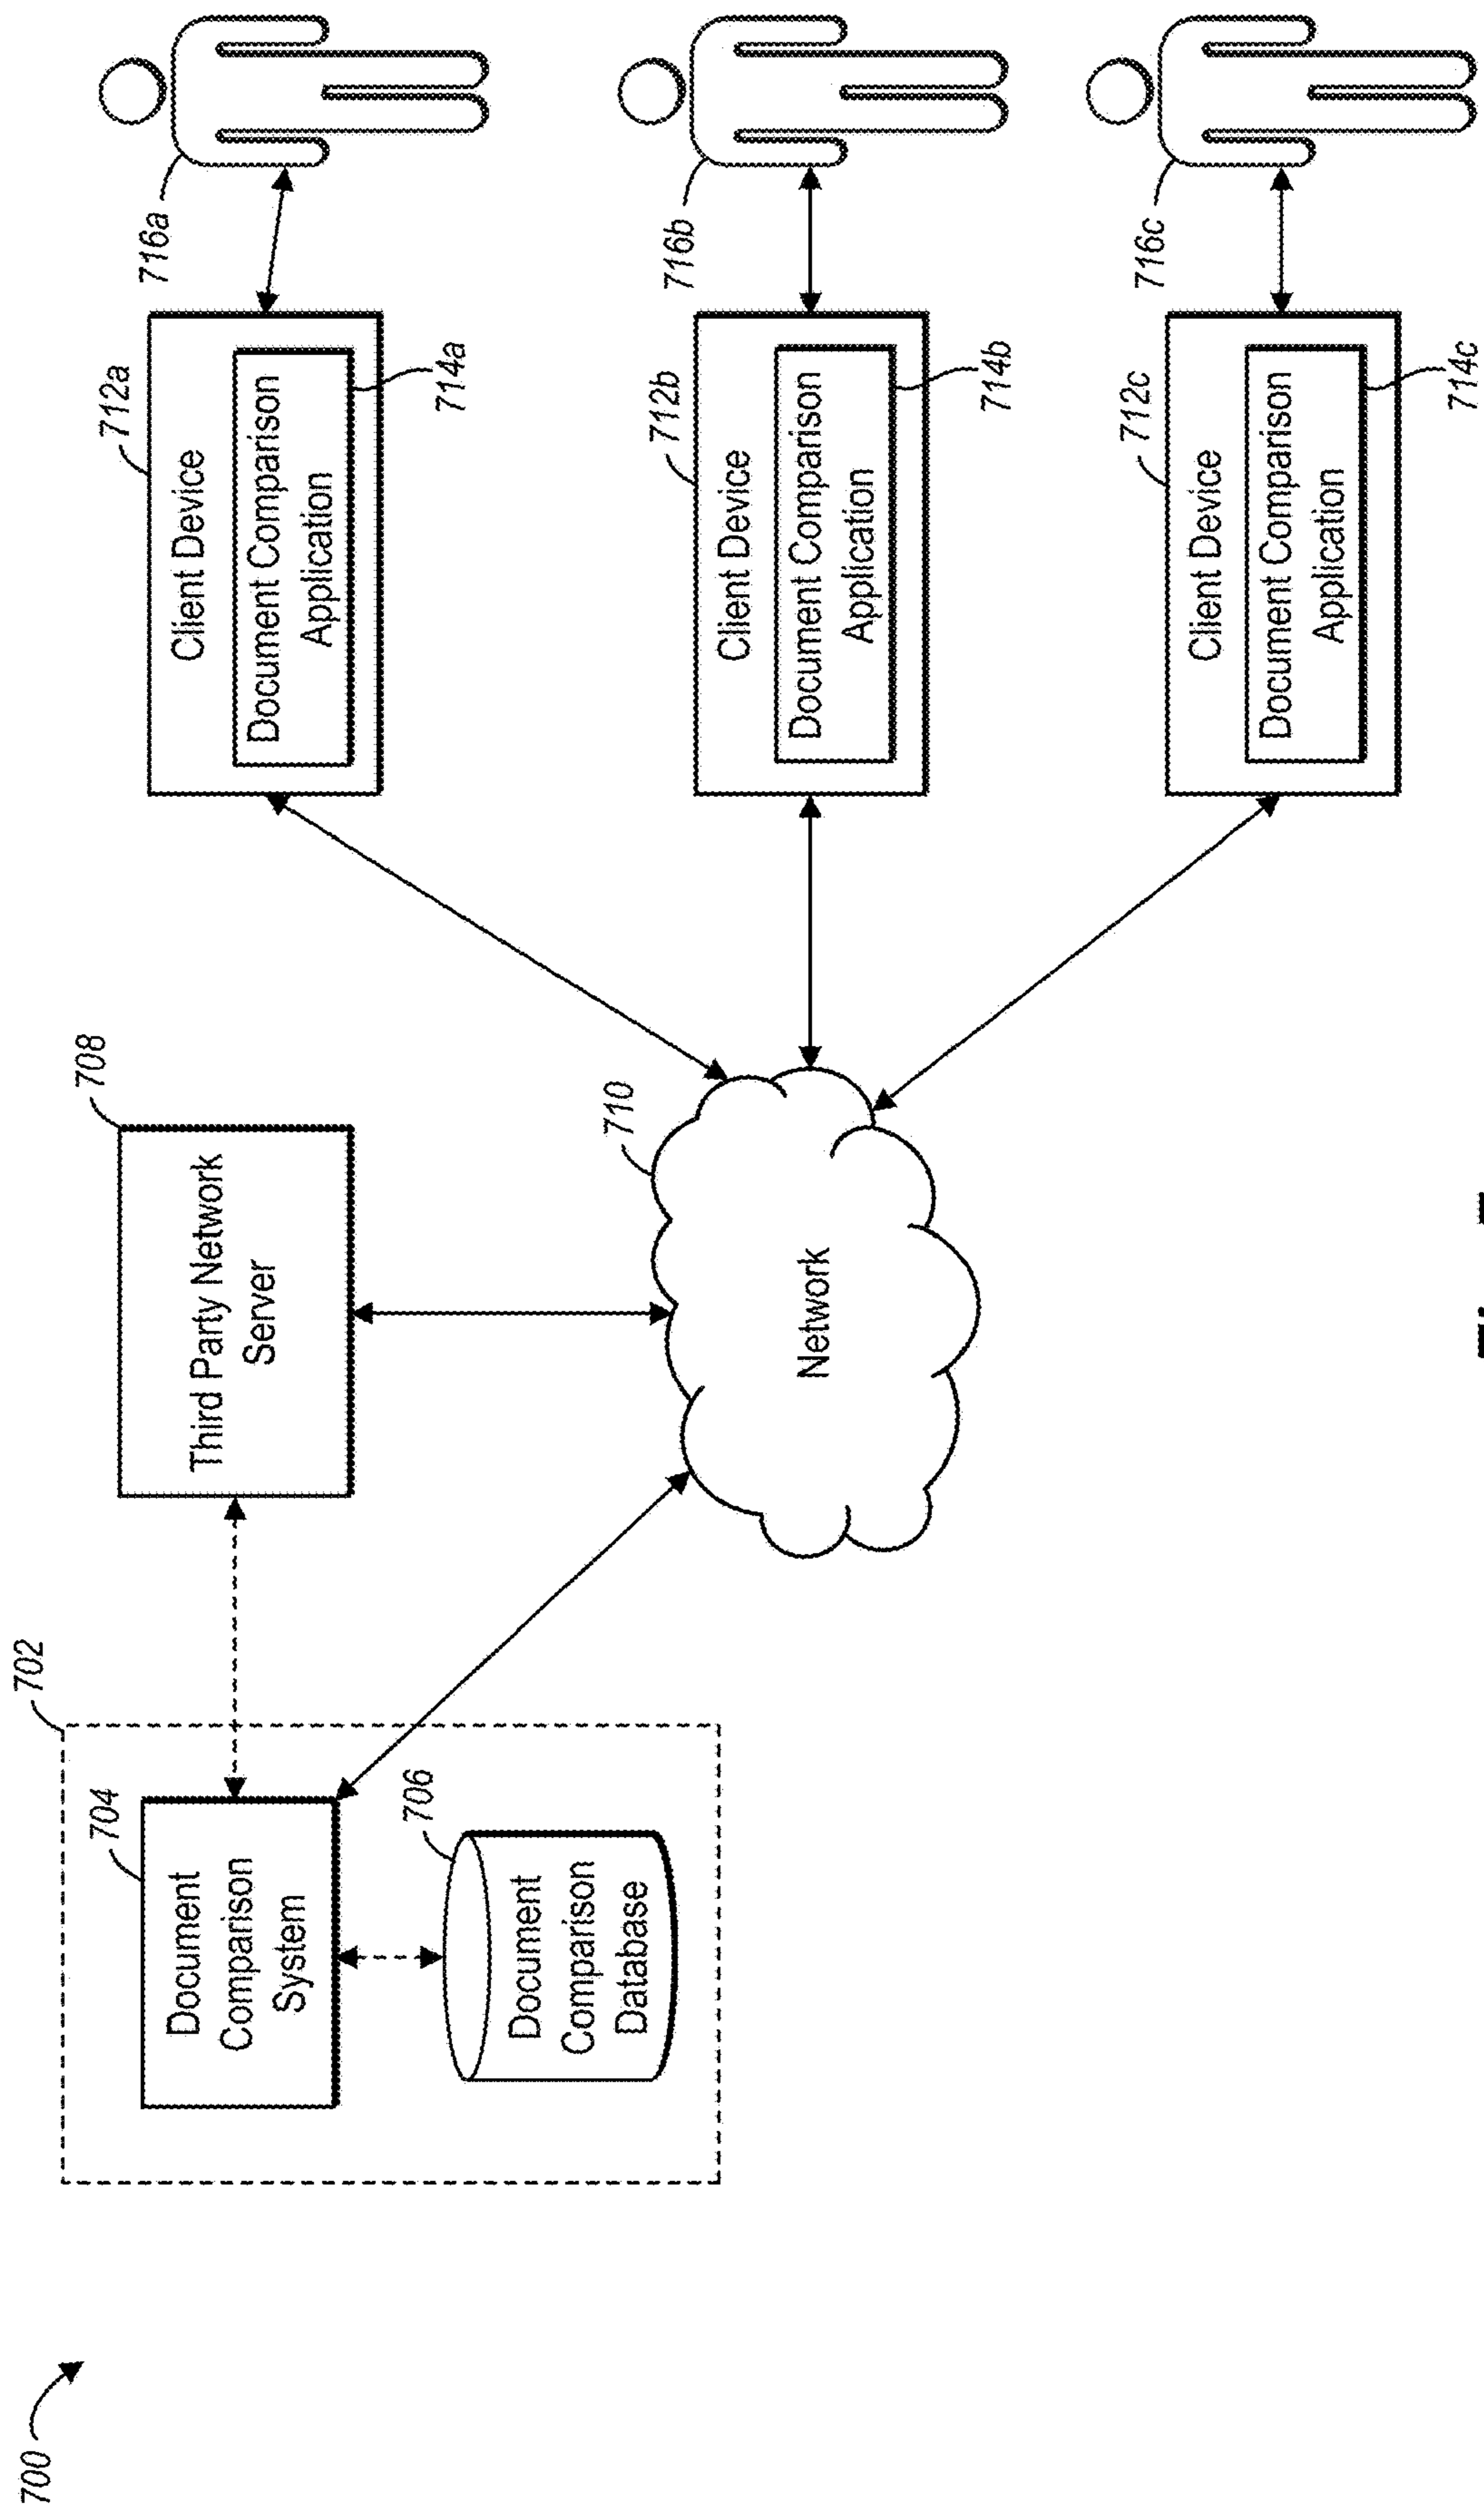 700
702
704
Document
Comparison
System
706
Document
Comparison
Database
708
Third Party Network
Server
710
Network
712a
Client Device
Document Comparison
Application
714a
716a
712b
Client Device
Document Comparison
Application
714b
716b
712c
Client Device
Document Comparison
Application
714c
716c